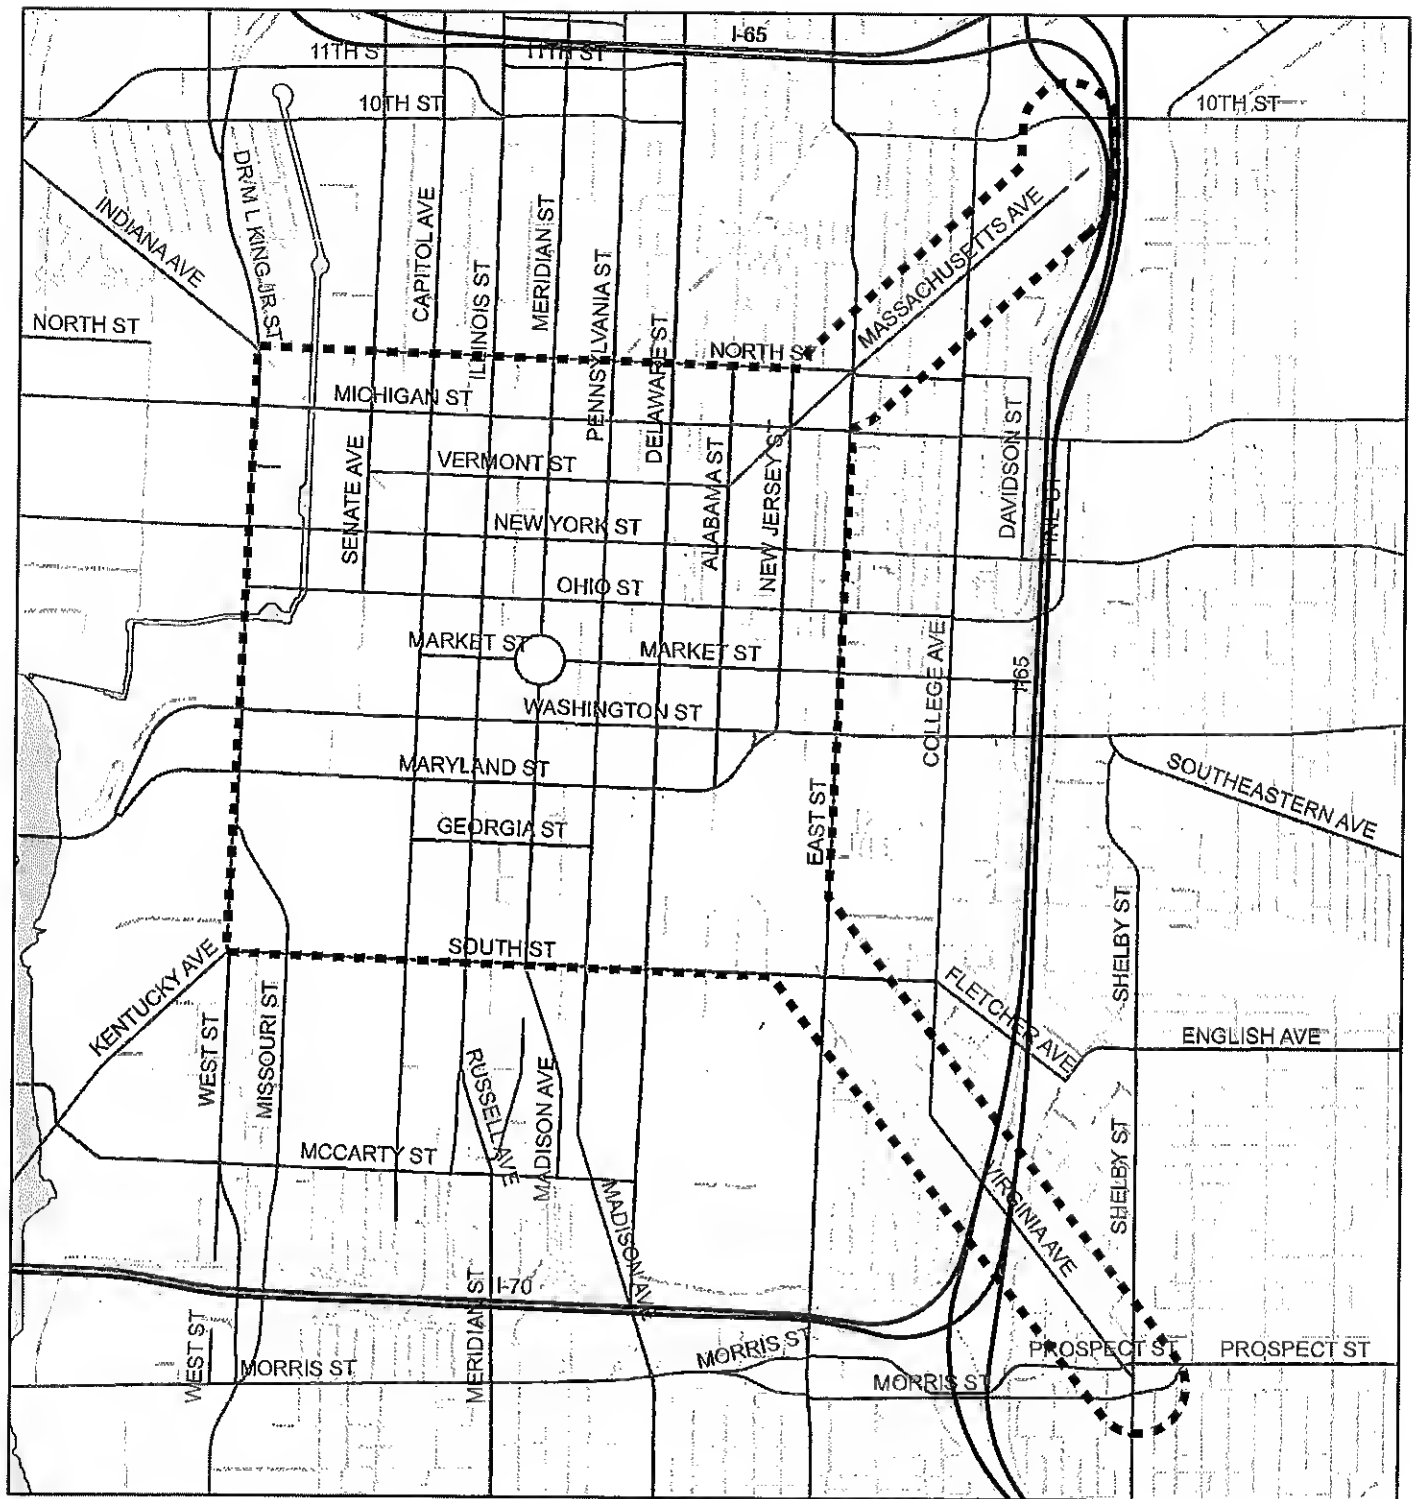 I-65
11TH S
11TH ST
10TH ST
10TH ST
DR M L KING JR ST
INDIANA AVE
CAPITOL AVE
ILLINOIS ST
MERIDIAN ST
PENNSYLVANIA ST
DELAWARE ST
MASSACHUSETTS AVE
NORTH ST
NORTH ST
MICHIGAN ST
SENATE AVE
VERMONT ST
ALABAMA ST
NEW JERSEY ST
DAVIDSON ST
NEW YORK ST
OHIO ST
MARKET ST
MARKET ST
COLLEGE AVE
I-65
WASHINGTON ST
MARYLAND ST
SOUTHEASTERN AVE
GEORGIA ST
EAST ST
SHELBY ST
SOUTH ST
KENTUCKY AVE
FLETCHER AVE
WEST ST
MISSOURI ST
ENGLISH AVE
RUSSELL AVE
MADISON AVE
MCCARTY ST
SHELBY ST
VIRGINIA AVE
MADISON AVE
I-70
MERIDIAN ST
WEST ST
MORRIS ST
MORRIS ST
MORRIS ST
PROSPECT ST
PROSPECT ST